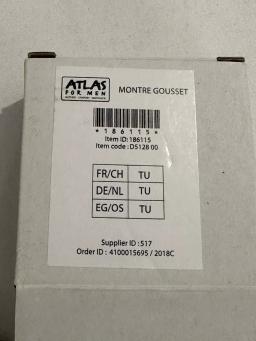 ATLAS
FOR MEN
MONTRE GOUSSET
*186115*
Item ID:186115
Item code : D5128 00
FR/CH TU
DE/NL TU
EG/OS TU
Supplier ID : 517
Order ID : 4100015695 / 2018C